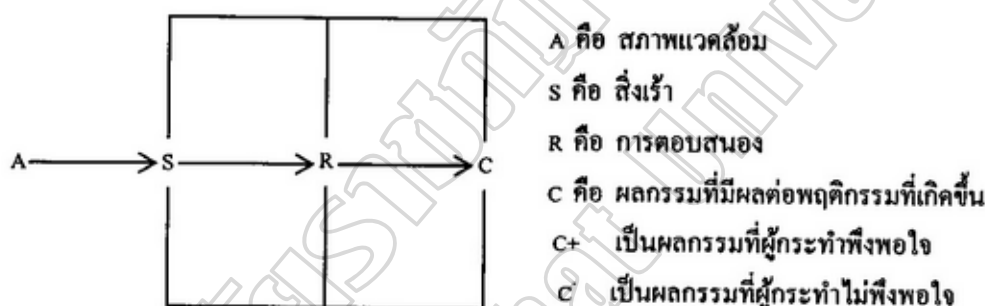 A คือ สภาพแวดล้อม
S คือ สิ่งเร้า
R คือ การตอบสนอง
A S R C
C คือ ผลกรรมที่มีผลต่อพฤติกรรมที่เกิดขึ้น
C+ เป็นผลกรรมที่ผู้กระทำพึงพอใจ
C เป็นผลกรรมที่ผู้กระทำไม่พึงพอใจ